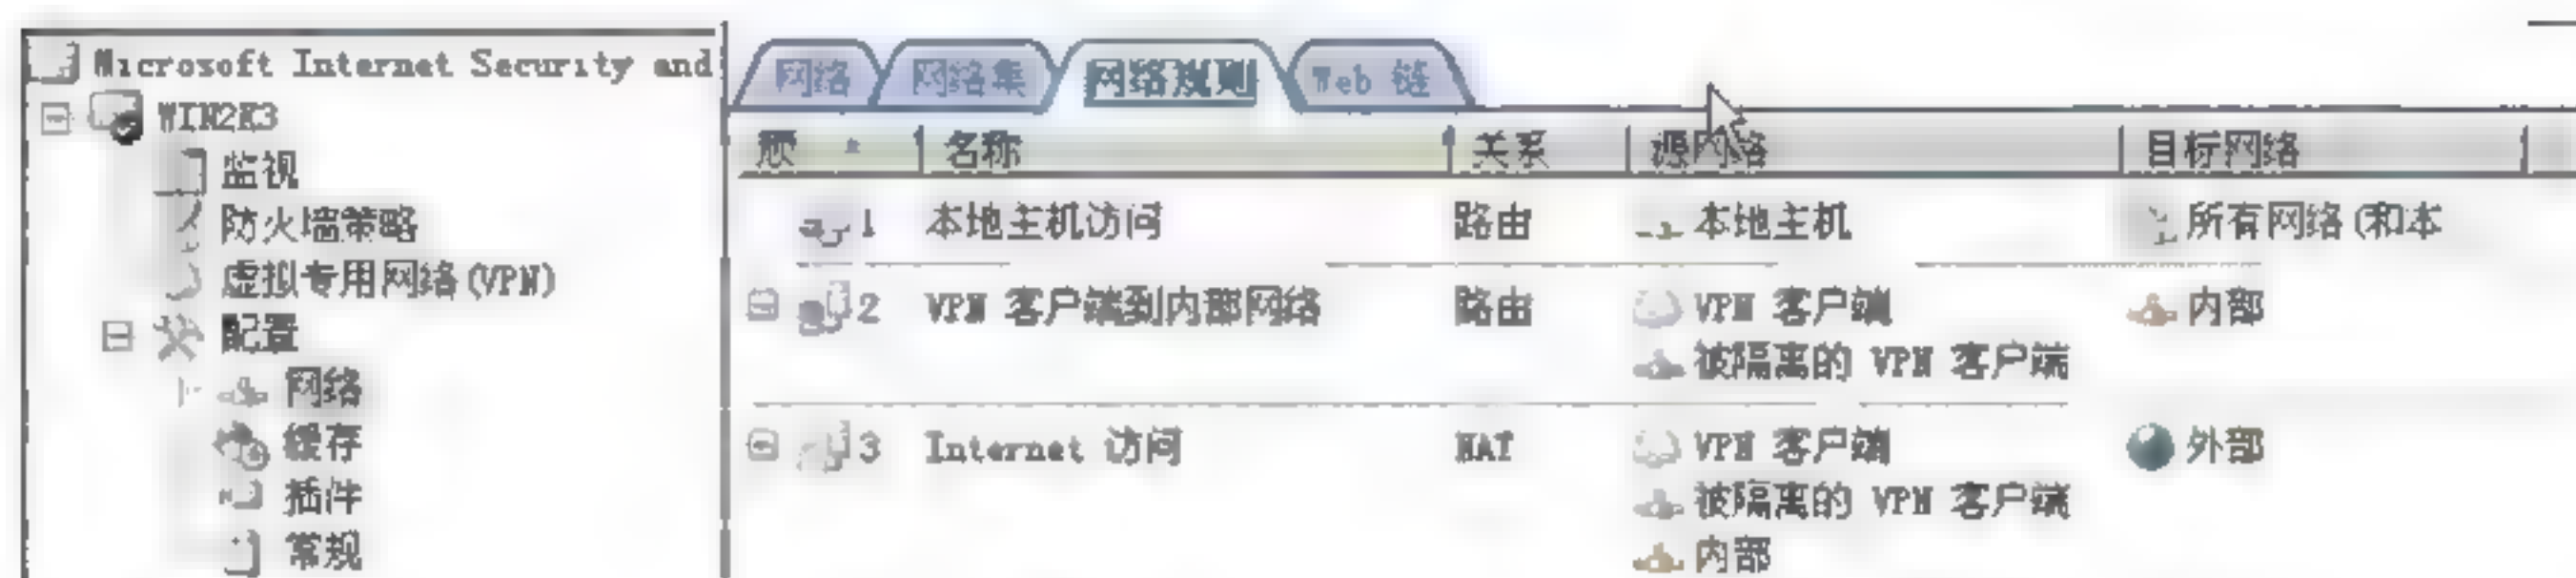 Microsoft Internet Security and
WIN2K3
监视
防火墙策略
虚拟专用网络(VPN)
配置
网络
缓存
插件
常规
网络 网络集 网络规则 Web 链
顺 名称 关系 源网络 目标网络
1 本地主机访问 路由 本地主机 所有网络(和本
2 VPN 客户端到内部网络 路由 VPN 客户端 内部
被隔离的 VPN 客户端
3 Internet 访问 NAT VPN 客户端 外部
被隔离的 VPN 客户端
内部